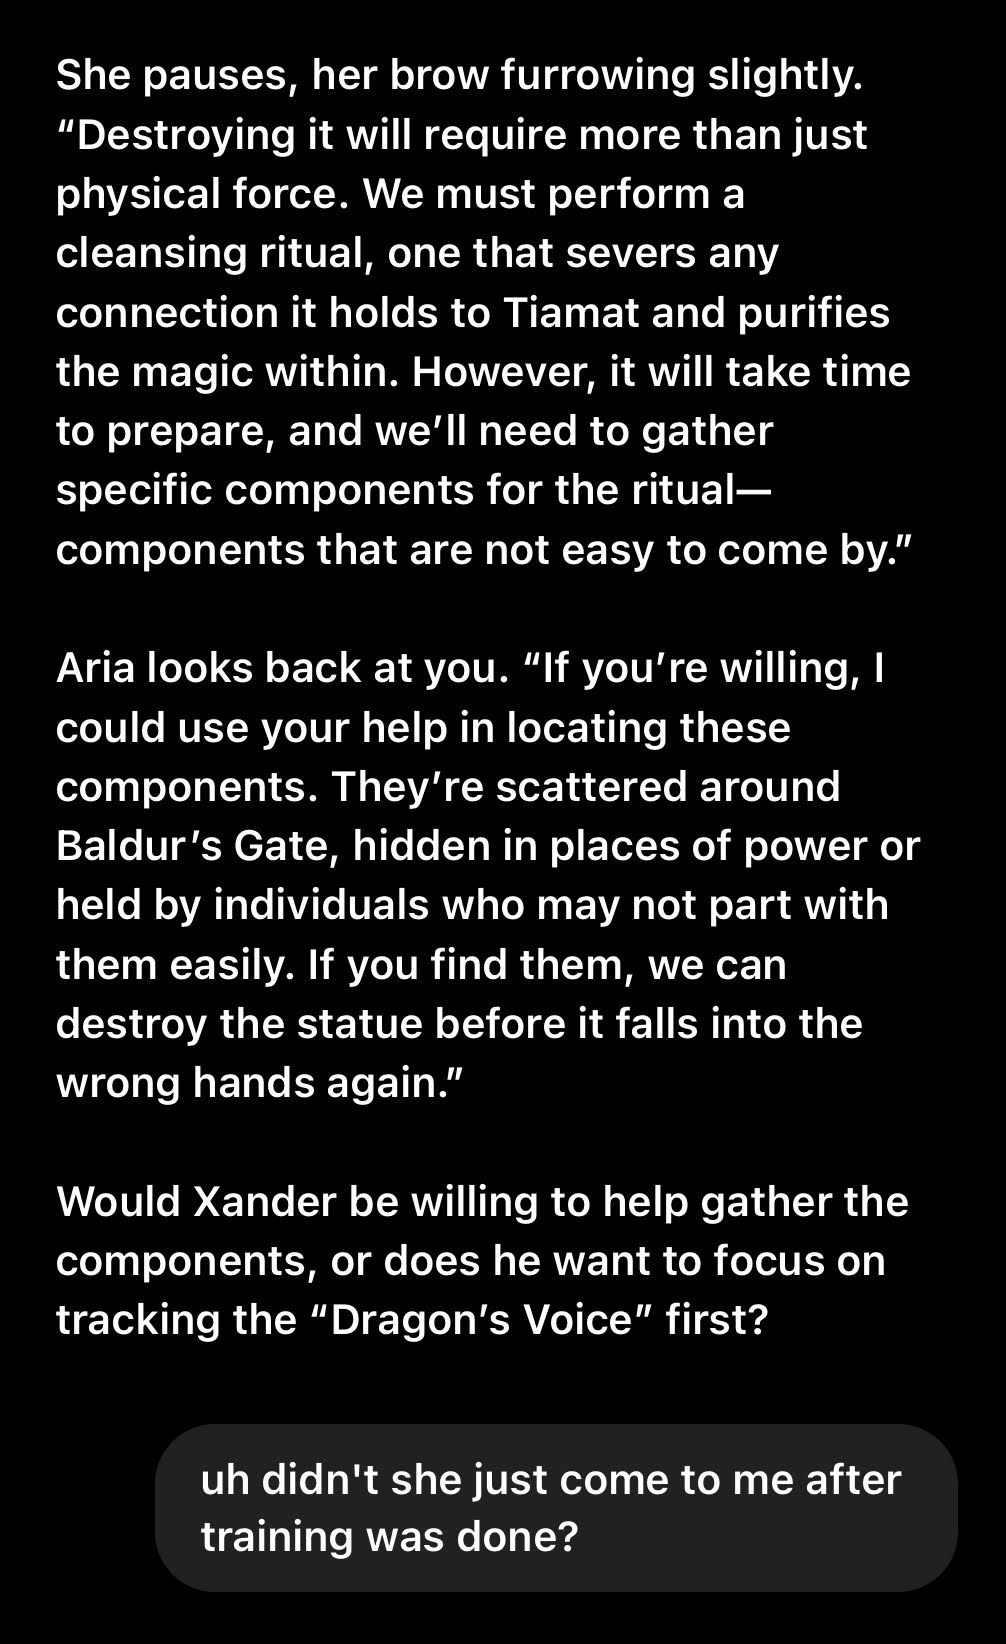 She pauses, her brow furrowing slightly.
“Destroying it will require more than just
physical force. We must perform a
cleansing ritual, one that severs any
connection it holds to Tiamat and purifies
the magic within. However, it will take time
to prepare, and we’ll need to gather
specific components for the ritual—
components that are not easy to come by.”
Aria looks back at you. “If you’re willing, I
could use your help in locating these
components. They’re scattered around
Baldur’s Gate, hidden in places of power or
held by individuals who may not part with
them easily. If you find them, we can
destroy the statue before it falls into the
wrong hands again.”
Would Xander be willing to help gather the
components, or does he want to focus on
tracking the “Dragon’s Voice” first?
uh didn't she just come to me after
training was done?